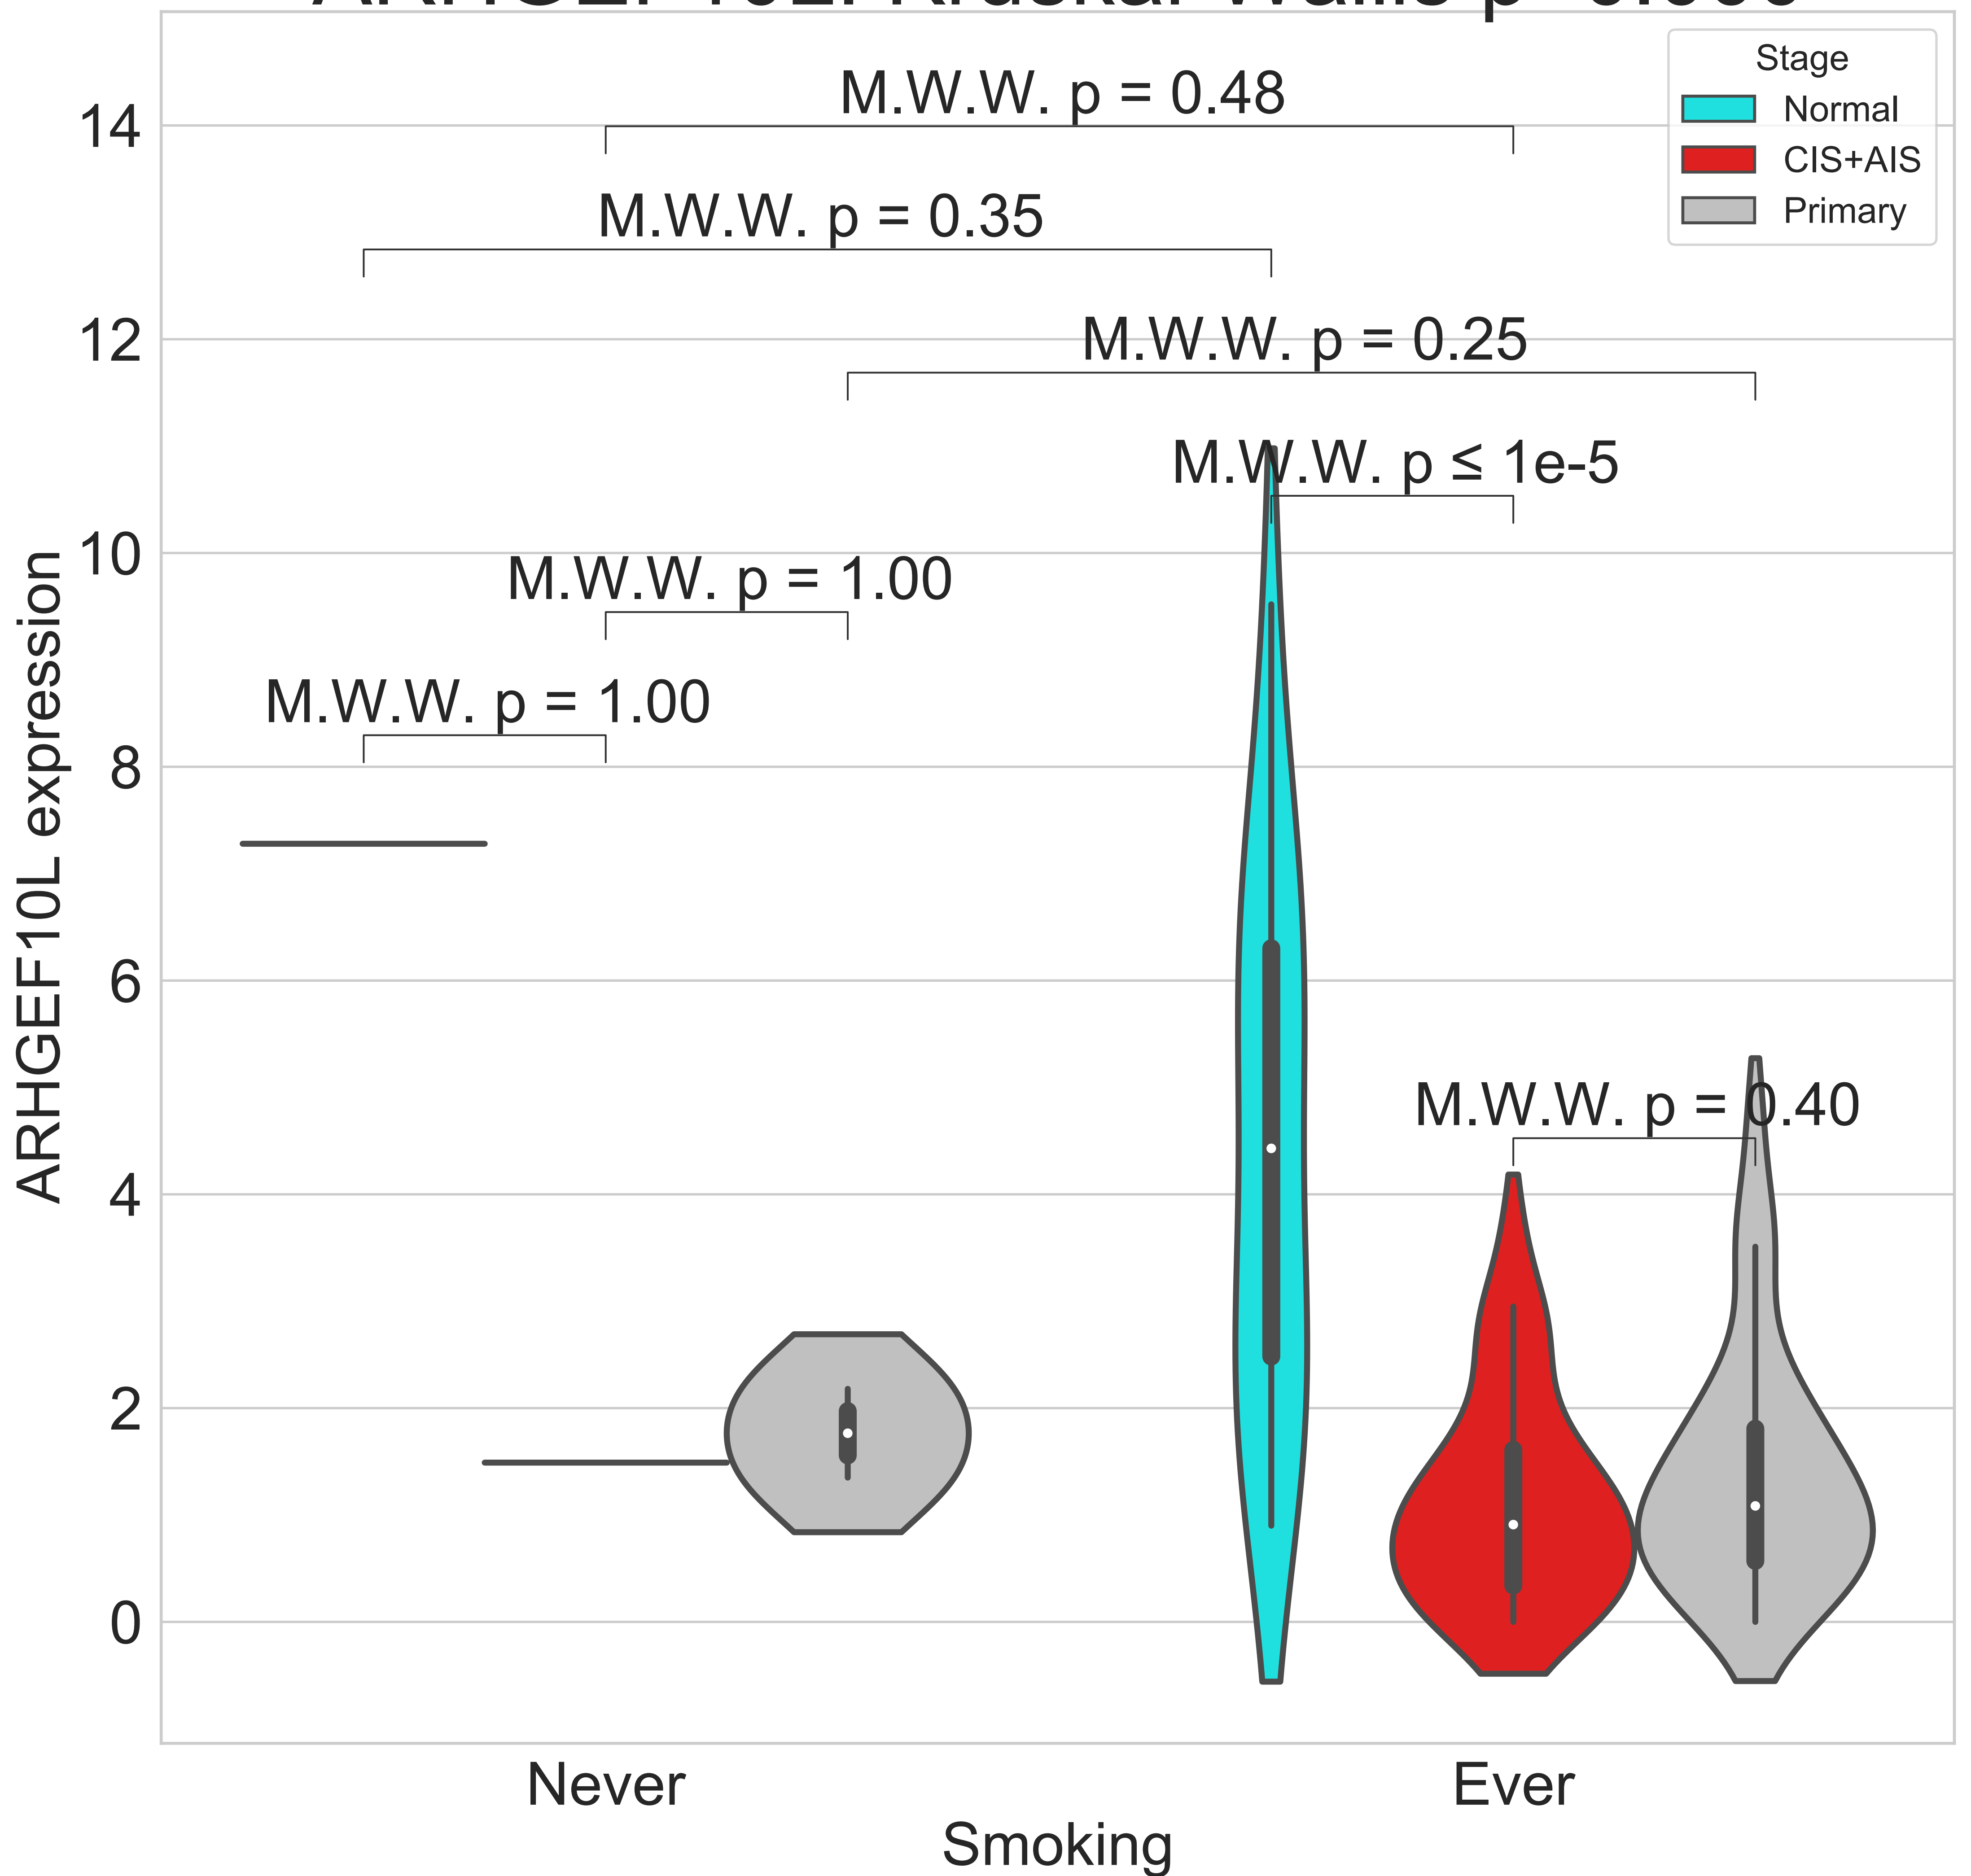 Stage
Normal
CIS+AIS
Primary
M.W.W. p = 0.48
M.W.W. p = 0.35
M.W.W. p = 0.25
M.W.W. p ≤ 1e-5
M.W.W. p = 1.00
M.W.W. p = 1.00
M.W.W. p = 0.40
14
12
10
8
6
4
2
0
ARHGEF10L expression
Never
Ever
Smoking